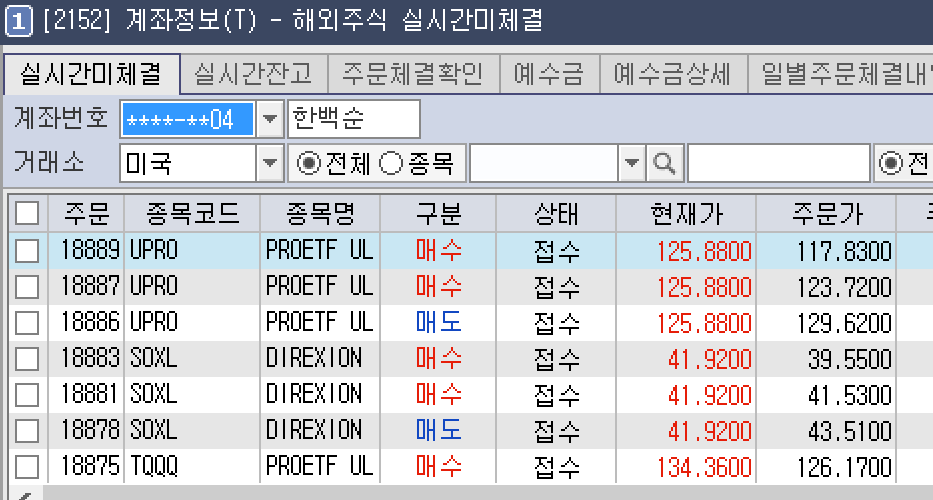 1 [2152] 계좌정보(T) - 해외주식 실시간미체결
실시간미체결 실시간잔고 주문체결확인 예수금 예수금상세 일별주문체결내
계좌번호 ****-**04 한백순
거래소 미국 전체 종목 전
주문 종목코드 종목명 구분 상태 현재가 주문가
18889 UPRO PROETF UL 매수 접수 125.8800 117.8300
18887 UPRO PROETF UL 매수 접수 125.8800 123.7200
18886 UPRO PROETF UL 매도 접수 125.8800 129.6200
18883 SOXL DIREXION 매수 접수 41.9200 39.5500
18881 SOXL DIREXION 매수 접수 41.9200 41.5300
18878 SOXL DIREXION 매도 접수 41.9200 43.5100
18875 TQQQ PROETF UL 매수 접수 134.3600 126.1700